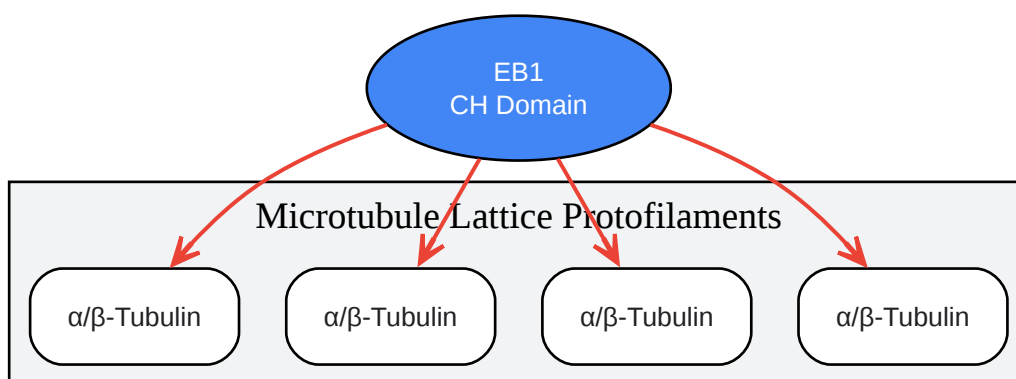 EB1
CH Domain
Microtubule Lattice Protofilaments
α/β-Tubulin
α/β-Tubulin
α/β-Tubulin
α/β-Tubulin